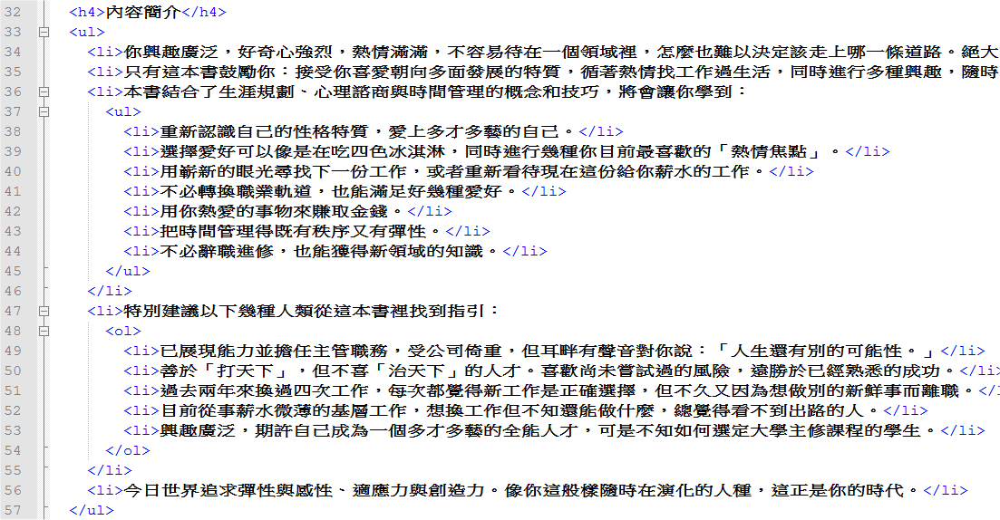 32 <h4>內容簡介</h4>
33 <ul>
34 <li>你興趣廣泛，好奇心強烈，熱情滿滿，不容易待在一個領域裡，怎麼也難以決定該走上哪一條道路。絕大
35 <li>只有這本書鼓勵你：接受你喜愛朝向多面發展的特質，循著熱情找工作過生活，同時進行多種興趣，隨時
36 <li>本書結合了生涯規劃、心理諮商與時間管理的概念和技巧，將會讓你學到：
37 <ul>
38 <li>重新認識自己的性格特質，愛上多才多藝的自己。</li>
39 <li>選擇愛好可以像是在吃四色冰淇淋，同時進行幾種你目前最喜歡的「熱情焦點」。</li>
40 <li>用嶄新的眼光尋找下一份工作，或者重新看待現在這份給你薪水的工作。</li>
41 <li>不必轉換職業軌道，也能滿足好幾種愛好。</li>
42 <li>用你熱愛的事物來賺取金錢。</li>
43 <li>把時間管理得既有秩序又有彈性。</li>
44 <li>不必辭職進修，也能獲得新領域的知識。</li>
45 </ul>
46 </li>
47 <li>特別建議以下幾種人類從這本書裡找到指引：
48 <ol>
49 <li>已展現能力並擔任主管職務，受公司倚重，但耳畔有聲音對你說：「人生還有別的可能性。」</li>
50 <li>善於「打天下」，但不喜「治天下」的人才。喜歡尚未嘗試過的風險，遠勝於已經熟悉的成功。</li
51 <li>過去兩年來換過四次工作，每次都覺得新工作是正確選擇，但不久又因為想做別的新鮮事而離職。</
52 <li>目前從事薪水微薄的基層工作，想換工作但不知還能做什麼，總覺得看不到出路的人。</li>
53 <li>興趣廣泛，期許自己成為一個多才多藝的全能人才，可是不知如何選定大學主修課程的學生。</li>
54 </ol>
55 </li>
56 <li>今日世界追求彈性與感性、適應力與創造力。像你這般樣隨時在演化的人種，這正是你的時代。</li>
57 </ul>